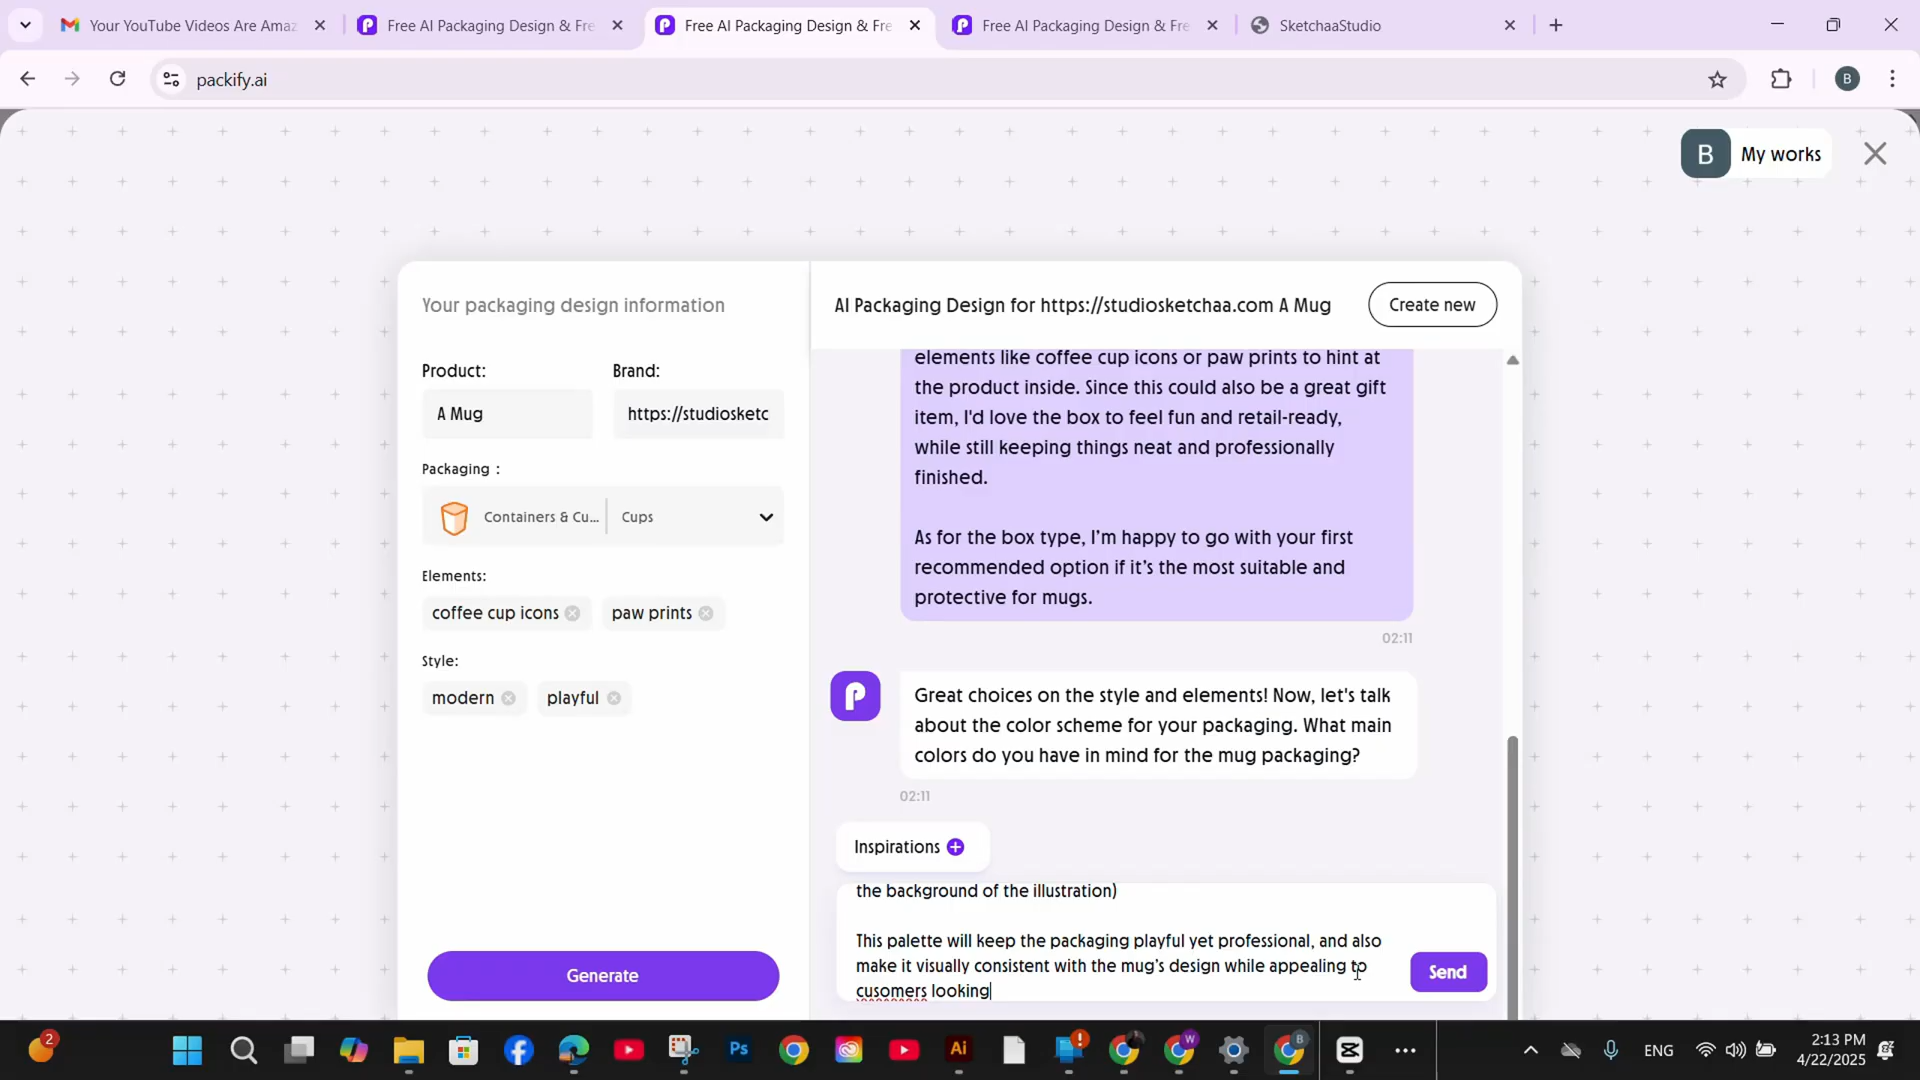 Your YouTube Videos Are Amaz
Free AI Packaging Design & Fre
Free AI Packaging Design & Fre
Free AI Packaging Design & Fre
SketchaaStudio
packify.ai
B
B
My works
Your packaging design information
Product:
Brand:
A Mug
https://studiosketc
Packaging :
Containers & Cu...
Cups
Elements:
coffee cup icons
paw prints
Style:
modern
playful
Generate
AI Packaging Design for https://studiosketchaa.com A Mug
Create new
elements like coffee cup icons or paw prints to hint at
the product inside. Since this could also be a great gift
item, I'd love the box to feel fun and retail-ready,
while still keeping things neat and professionally
finished.
As for the box type, I'm happy to go with your first
recommended option if it's the most suitable and
protective for mugs.
02:11
Great choices on the style and elements! Now, let's talk
about the color scheme for your packaging. What main
colors do you have in mind for the mug packaging?
02:11
Inspirations
the background of the illustration)
This palette will keep the packaging playful yet professional, and also
make it visually consistent with the mug's design while appealing to
cusomers looking
Send
2
Ps
Ai
W
B
ENG
2:13 PM
4/22/2025